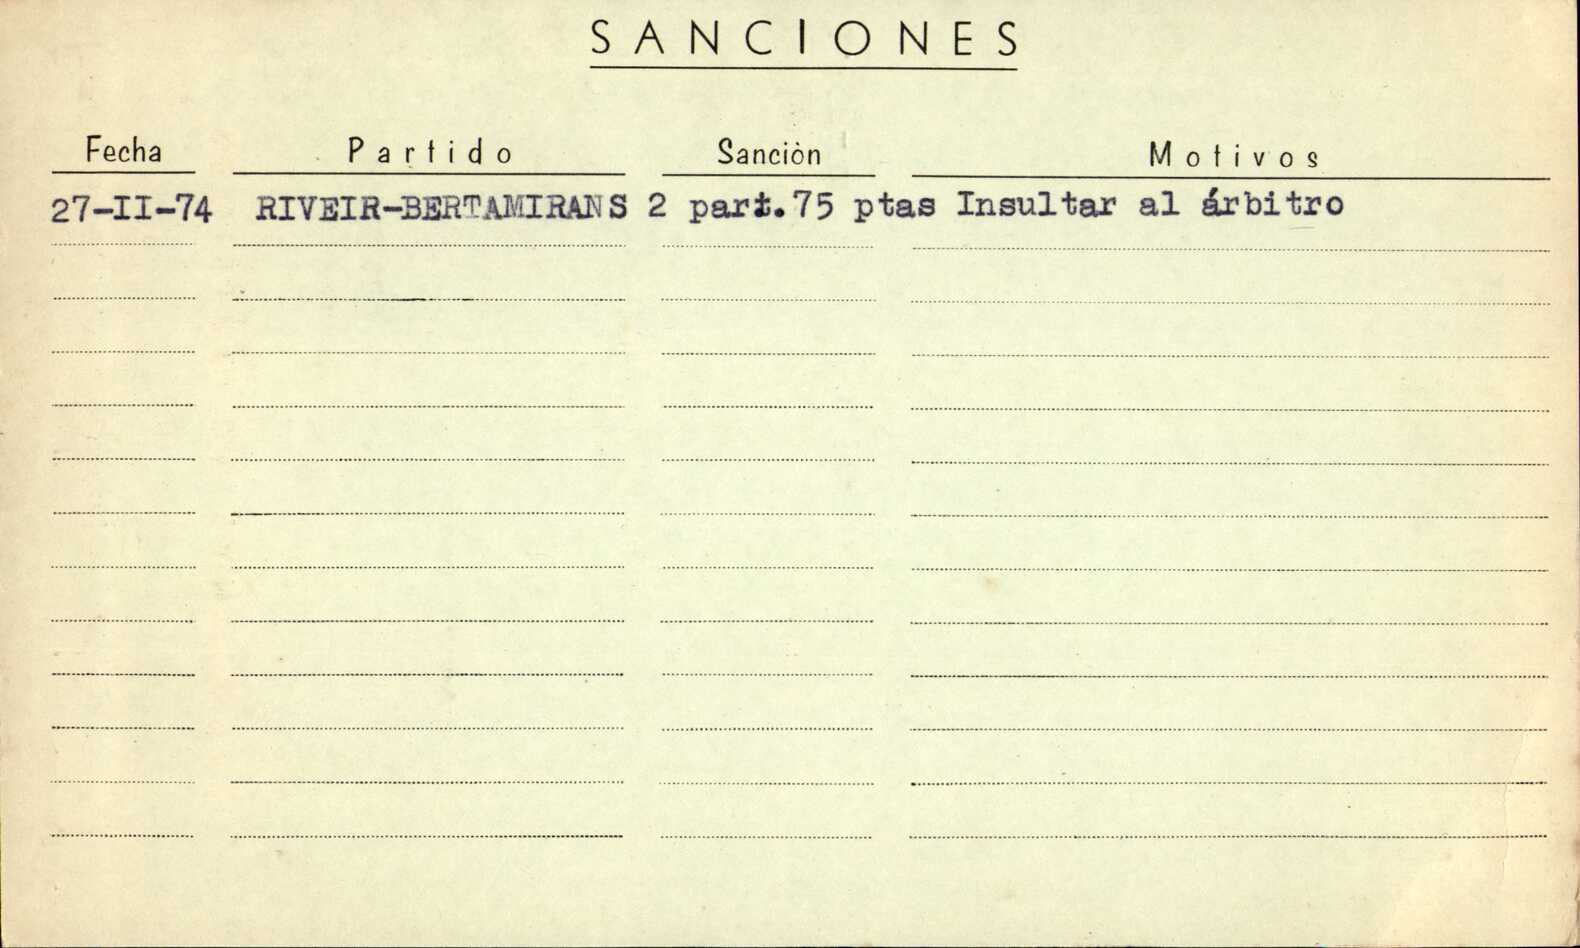 SANCIONES
Fecha Partido Sanción Motivos
27-II-74 RIVEIR-BERTAMIRANS 2 part.75 ptas Insultar al árbitro